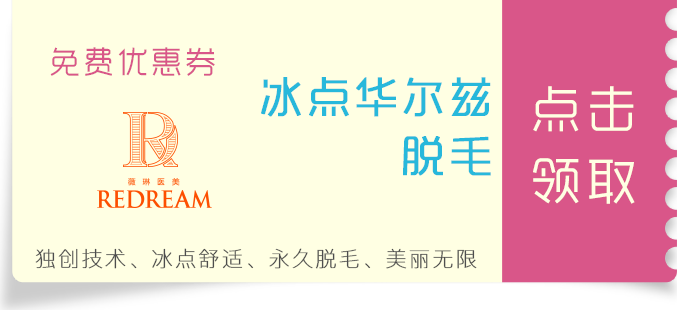 免费优惠券
冰点华尔兹
脱毛
薇琳医美
REDREAM
独创技术、冰点舒适、永久脱毛、美丽无限
点击
领取